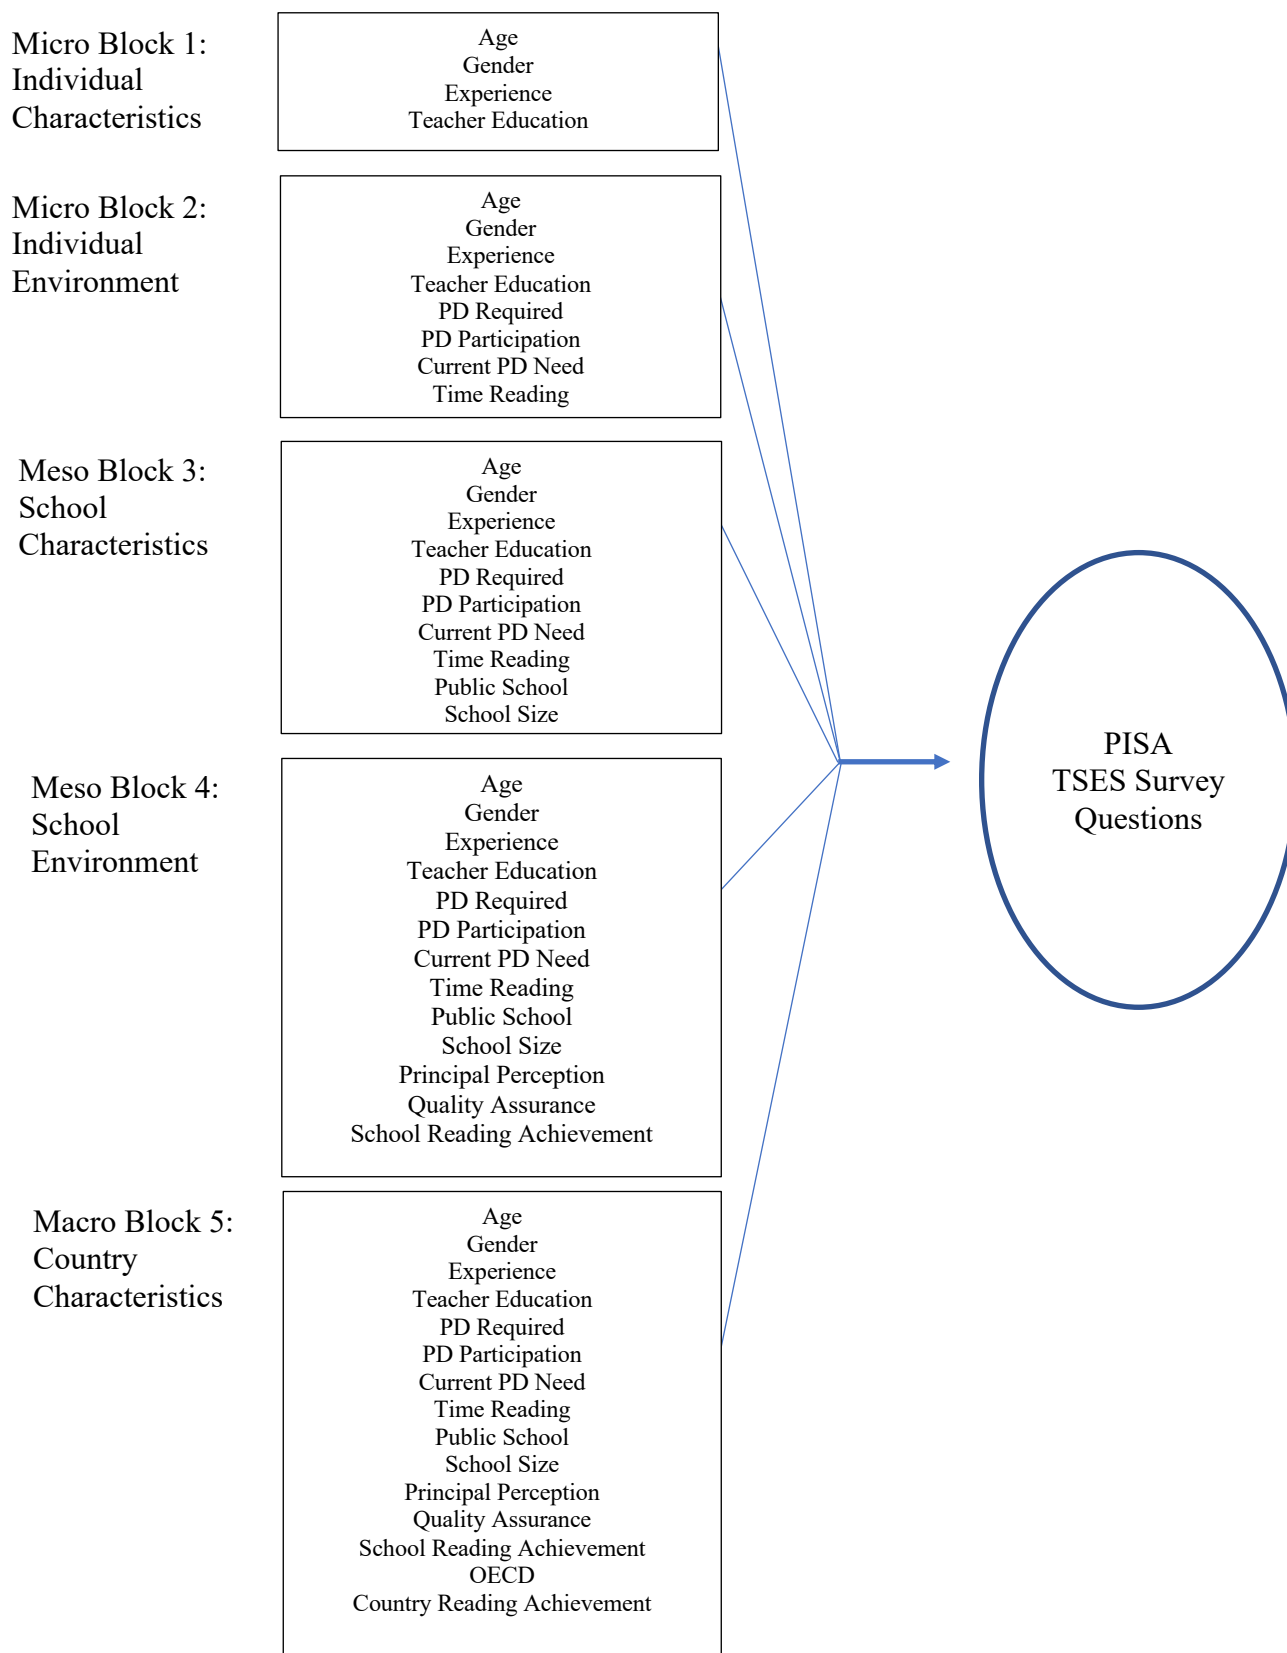 Micro Block 1:
Individual
Characteristics
Age
Gender
Experience
Teacher Education
Micro Block 2:
Individual
Environment
Age
Gender
Experience
Teacher Education
PD Required
PD Participation
Current PD Need
Time Reading
Meso Block 3:
School
Characteristics
Age
Gender
Experience
Teacher Education
PD Required
PD Participation
Current PD Need
Time Reading
Public School
School Size
Meso Block 4:
School
Environment
Age
Gender
Experience
Teacher Education
PD Required
PD Participation
Current PD Need
Time Reading
Public School
School Size
Principal Perception
Quality Assurance
School Reading Achievement
Macro Block 5:
Country
Characteristics
Age
Gender
Experience
Teacher Education
PD Required
PD Participation
Current PD Need
Time Reading
Public School
School Size
Principal Perception
Quality Assurance
School Reading Achievement
OECD
Country Reading Achievement
PISA
TSES Survey
Questions